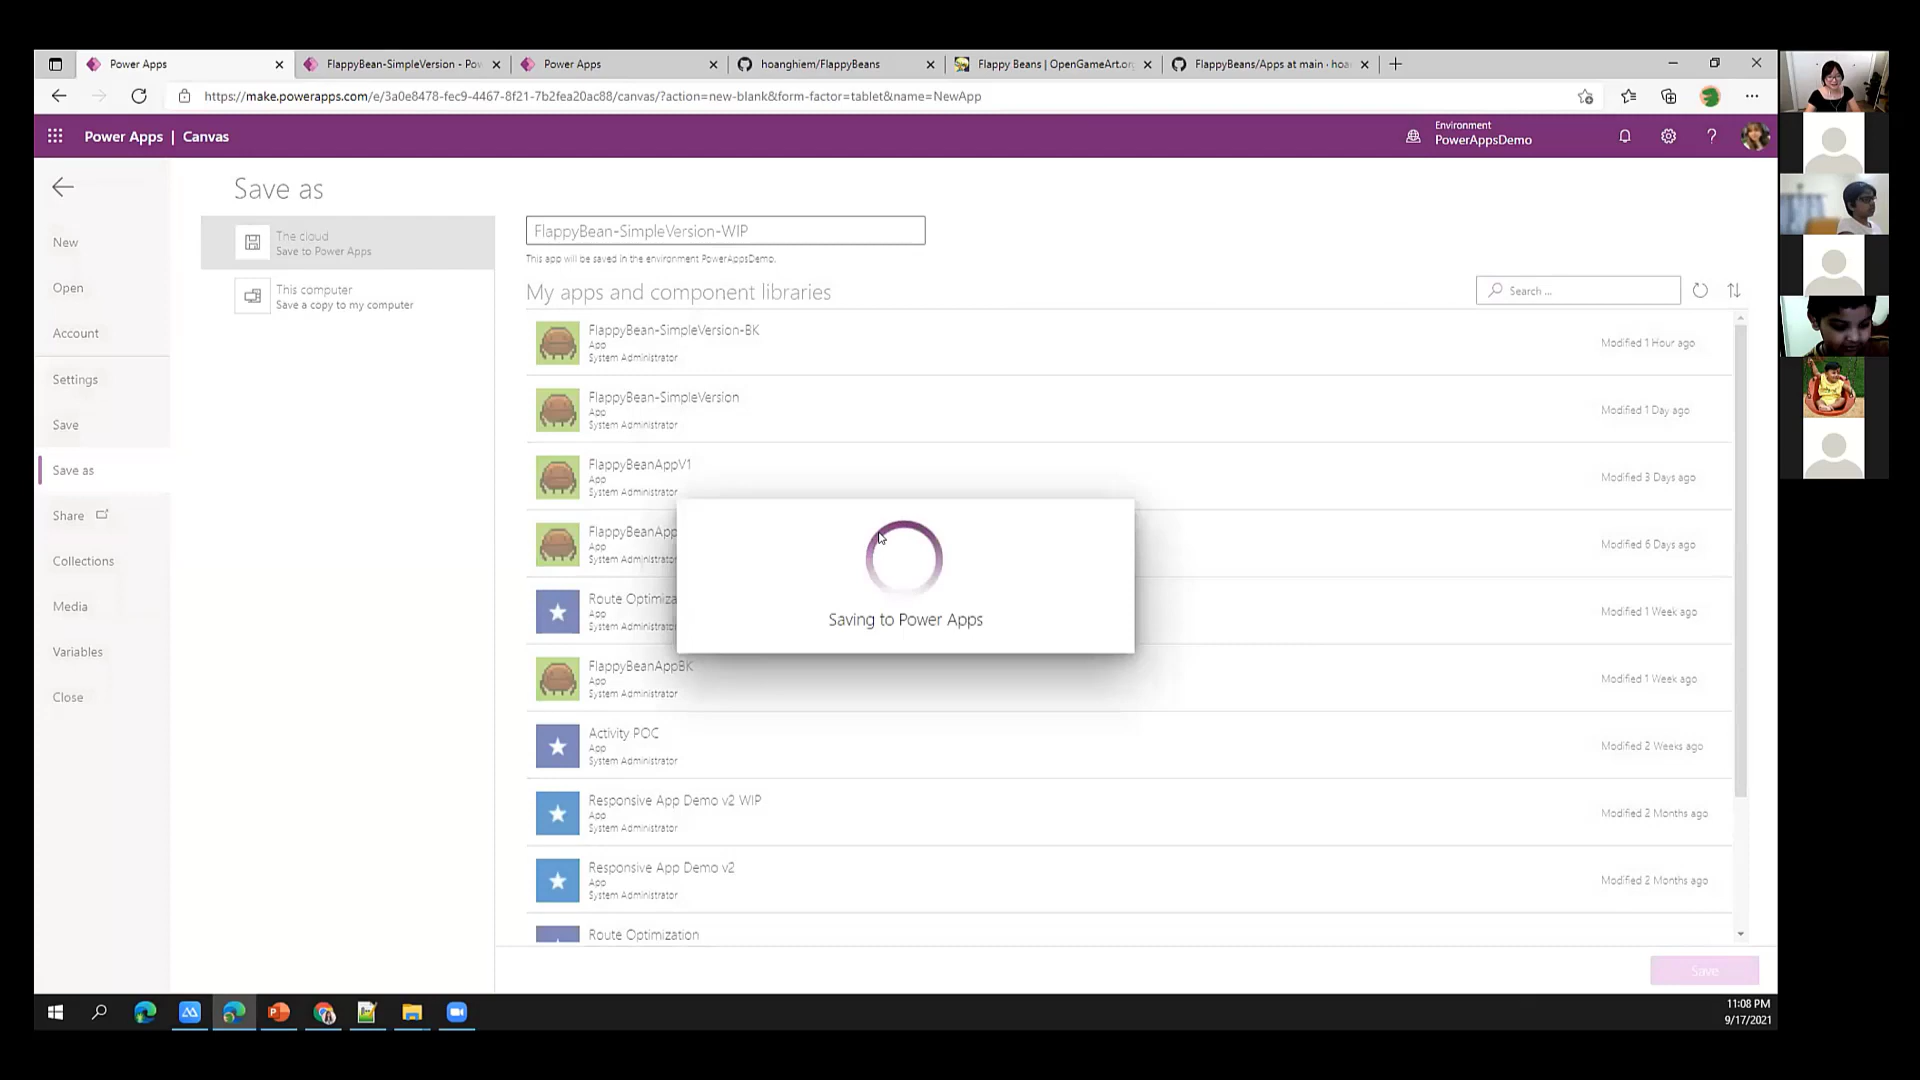 Power Apps
FlappyBean-SimpleVersion - Pow
Power Apps
hoanghiem/FlappyBeans
Flappy Beans | OpenGameArt.org
FlappyBeans/Apps at main · hoan
https://make.powerapps.com/e/3a0e8478-fec9-4467-8f21-7b2fea20ac88/canvas/?action=new-blank&form-factor=tablet&name=NewApp
Power Apps | Canvas
Environment
PowerAppsDemo
Save as
The cloud
Save to Power Apps
This computer
Save a copy to my computer
New
Open
Account
Settings
Save
Save as
Share
Collections
Media
Variables
Close
FlappyBean-SimpleVersion-WIP
This app will be saved in the environment PowerAppsDemo.
My apps and component libraries
Search ...
FlappyBean-SimpleVersion-BK
App
System Administrator
Modified 1 Hour ago
FlappyBean-SimpleVersion
App
System Administrator
Modified 1 Day ago
FlappyBeanAppV1
App
System Administrator
Modified 3 Days ago
FlappyBeanApp
App
System Administrator
Modified 6 Days ago
Route Optimiza
App
System Administrator
Modified 1 Week ago
FlappyBeanAppBK
App
System Administrator
Modified 1 Week ago
Activity POC
App
System Administrator
Modified 2 Weeks ago
Responsive App Demo v2 WIP
App
System Administrator
Modified 2 Months ago
Responsive App Demo v2
App
System Administrator
Modified 2 Months ago
Route Optimization
Saving to Power Apps
Save
11:08 PM
9/17/2021